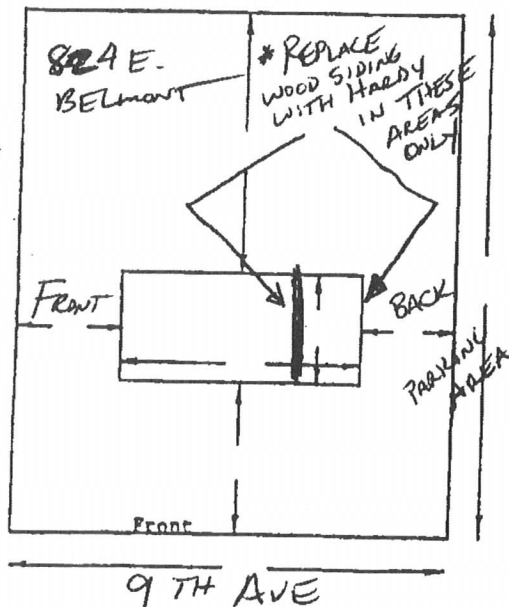 824 E.
BELMONT
* REPLACE
WOOD SIDING
WITH HARDY
IN THESE
AREAS
ONLY
FRONT
BACK
PARKING
AREA
Front
9 TH AVE